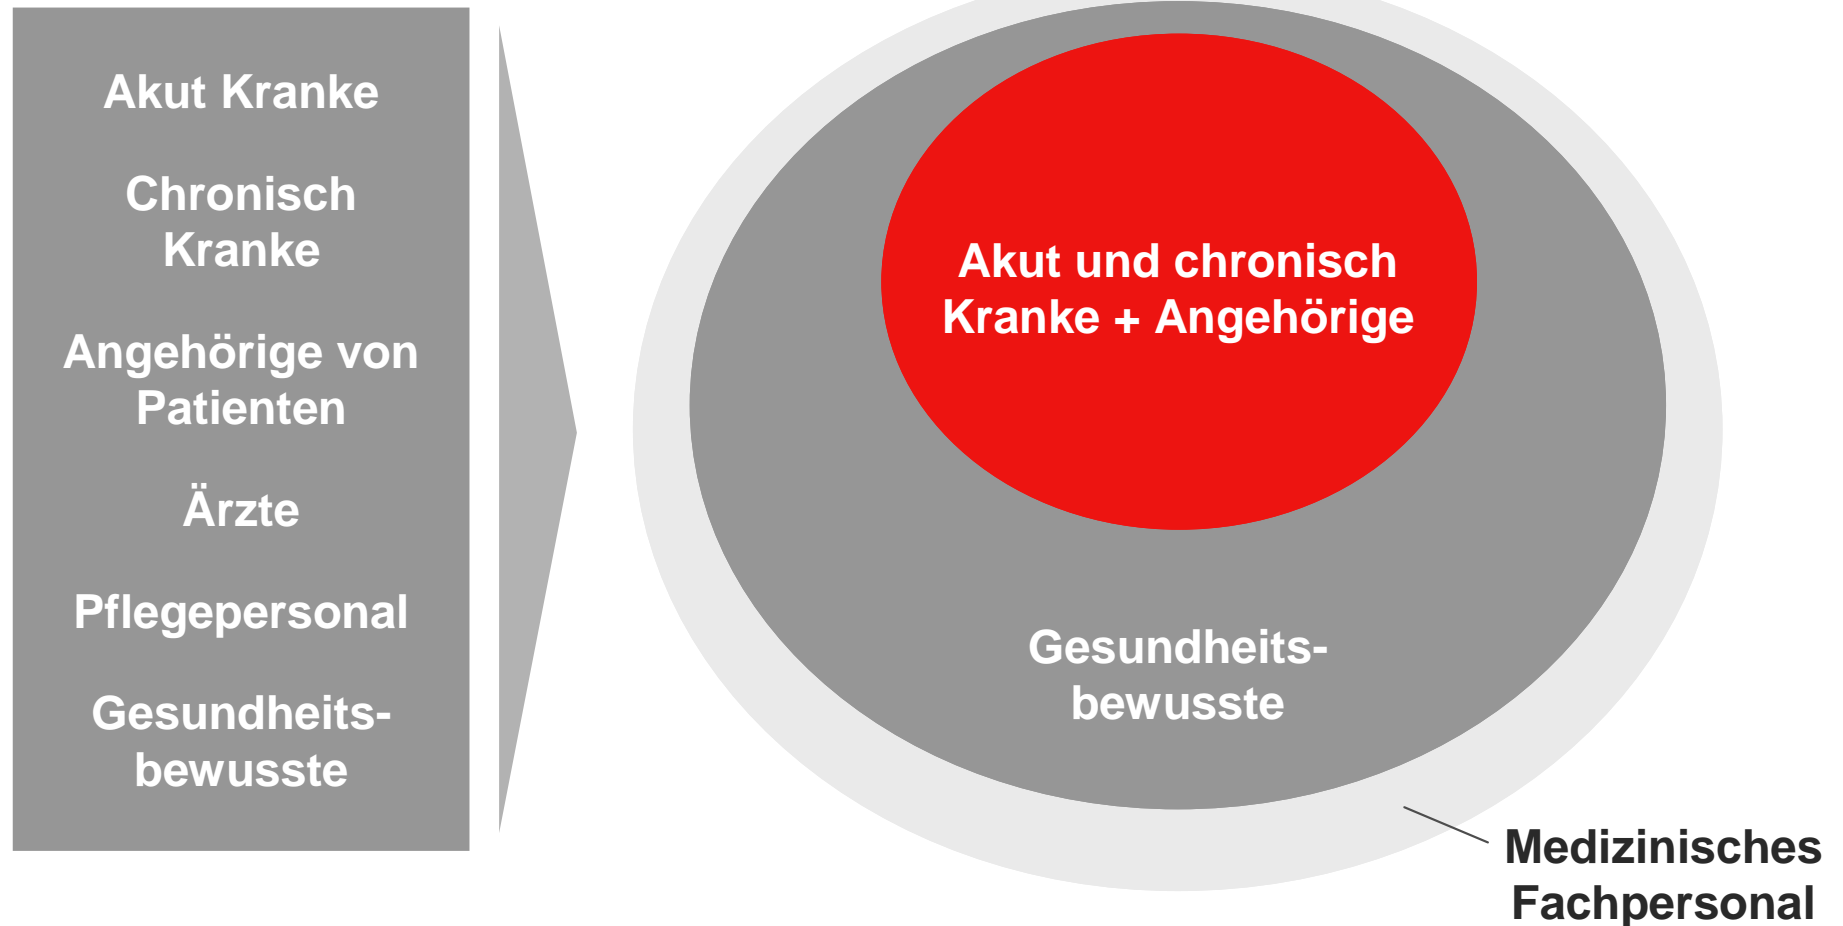 Akut Kranke
Chronisch
Kranke
Angehörige von
Patienten
Ärzte
Pflegepersonal
Gesundheits-
bewusste
Akut und chronisch
Kranke + Angehörige
Gesundheits-
bewusste
Medizinisches
Fachpersonal